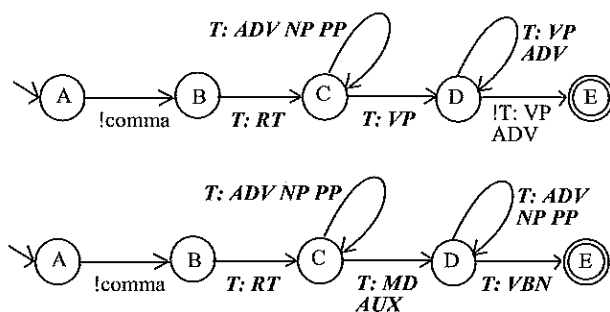 T: ADV NP PP
T: VP
ADV
A
B
C
D
E
!comma
T: RT
T: VP
!T: VP
ADV
T: ADV NP PP
T: ADV
NP PP
A
B
C
D
E
!comma
T: RT
T: MD
AUX
T: VBN